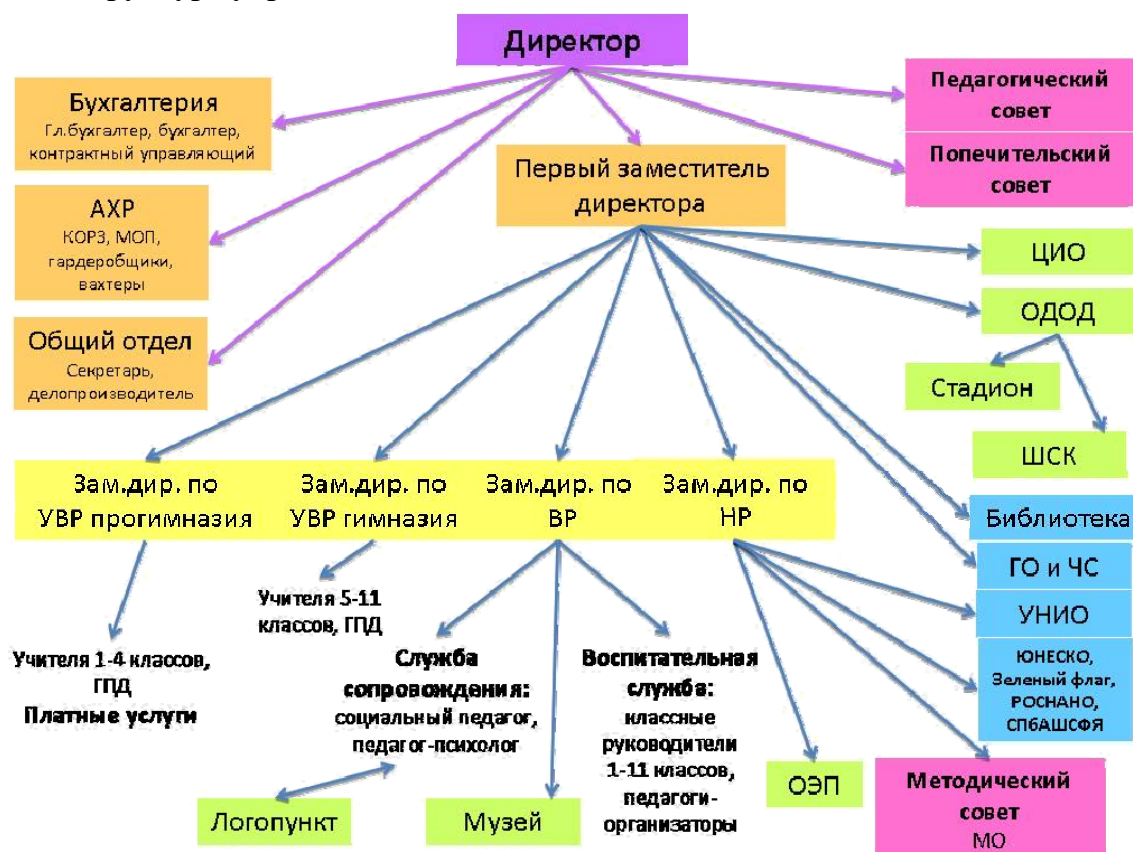 Директор
Бухгалтерия
Гл.бухгалтер, бухгалтер,
контрактный управляющий
Педагогический
совет
Попечительский
совет
Первый заместитель
директора
АХР
КОРЗ, МОП,
гардеробщики,
вахтеры
ЦИО
ОДОД
Общий отдел
Секретарь,
делопроизводитель
Стадион
ШСК
Зам.дир. по
УВР прогимназия
Зам.дир. по
УВР гимназия
Зам.дир. по
ВР
Зам.дир. по
НР
Библиотека
ГО и ЧС
УНИО
ЮНЕСКО,
Зеленый флаг,
РОСНАНО,
СПбАШСФЯ
Учителя 1-4 классов,
ГПД
Платные услуги
Учителя 5-11
классов, ГПД
Служба
сопровождения:
социальный педагог,
педагог-психолог
Воспитательная
служба:
классные
руководители
1-11 классов,
педагоги-
организаторы
Логопункт
Музей
ОЭП
Методический
совет
МО